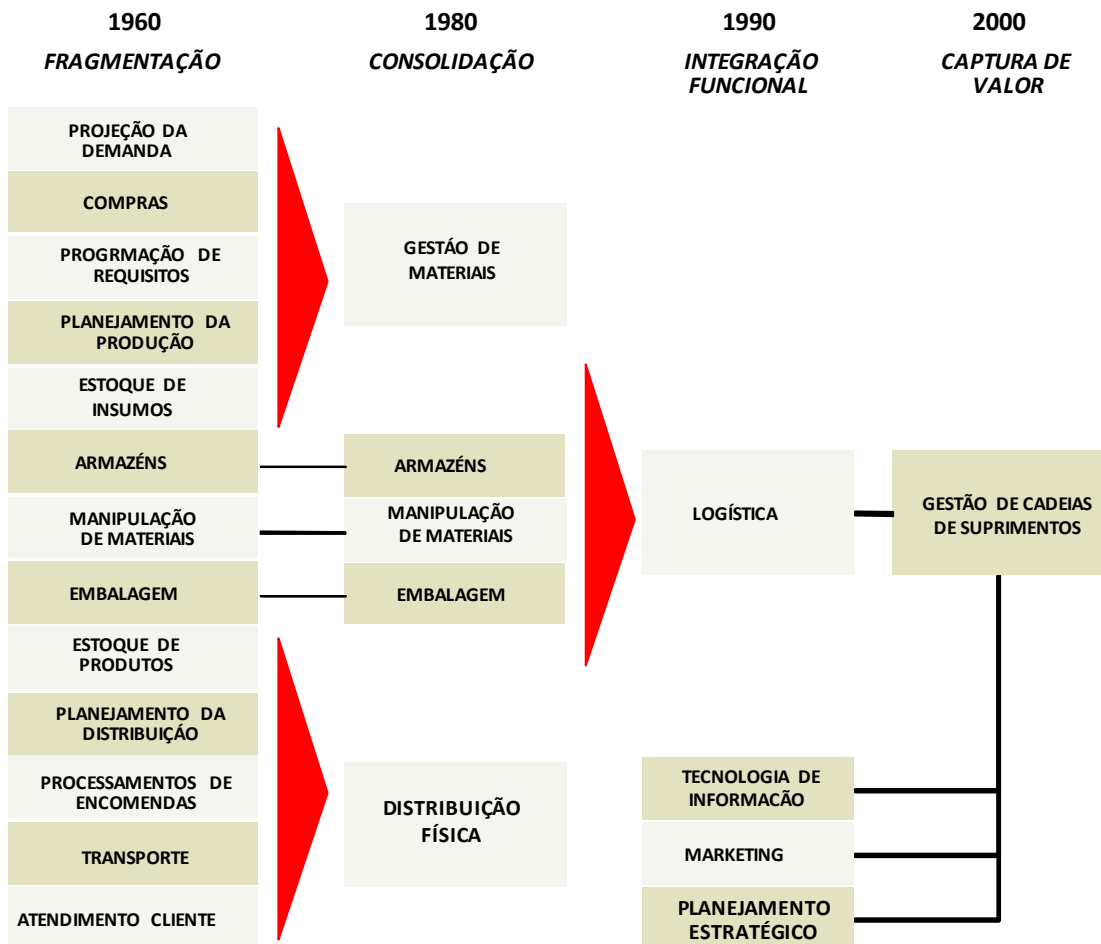 1960
FRAGMENTAÇÃO
PROJEÇÃO DA
DEMANDA
COMPRAS
PROGRMAÇÃO DE
REQUISITOS
PLANEJAMENTO DA
PRODUÇÃO
ESTOQUE DE
INSUMOS
ARMAZÉNS
MANIPULAÇÃO
DE MATERIAIS
EMBALAGEM
ESTOQUE DE
PRODUTOS
PLANEJAMENTO DA
DISTRIBUIÇÁO
PROCESSAMENTOS DE
ENCOMENDAS
TRANSPORTE
ATENDIMENTO CLIENTE
1980
CONSOLIDAÇÃO
GESTÁO DE
MATERIAIS
ARMAZÉNS
MANIPULAÇÃO
DE MATERIAIS
EMBALAGEM
DISTRIBUIÇÃO
FÍSICA
1990
INTEGRAÇÃO
FUNCIONAL
LOGÍSTICA
TECNOLOGIA DE
INFORMACÃO
MARKETING
PLANEJAMENTO
ESTRATÉGICO
2000
CAPTURA DE
VALOR
GESTÃO DE CADEIAS
DE SUPRIMENTOS